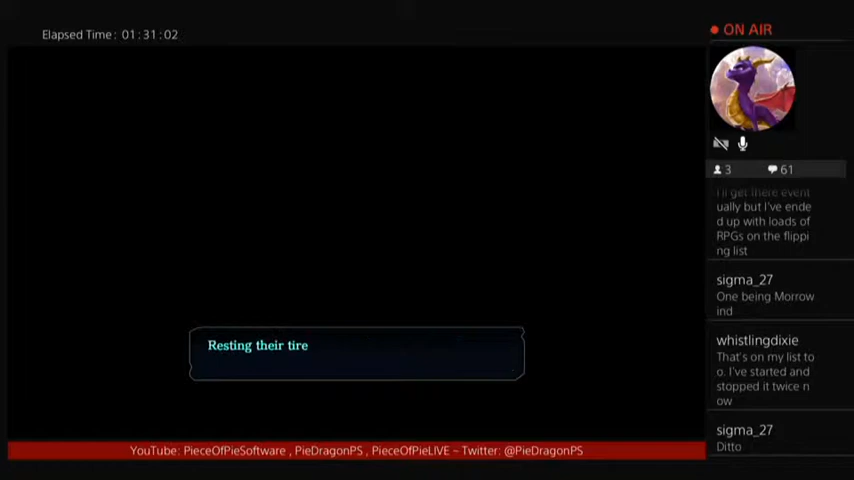 Elapsed Time: 01:31:02
ON AIR
3 61
I'll get there event
ually but I've ende
d up with loads of
RPGs on the flippi
ng list
sigma_27
One being Morrow
ind
whistlingdixie
That's on my list to
o. I've started and
stopped it twice n
ow
sigma_27
Ditto
Resting their tire
YouTube: PieceOfPieSoftware , PieDragonPS , PieceOfPieLIVE ~ Twitter: @PieDragonPS